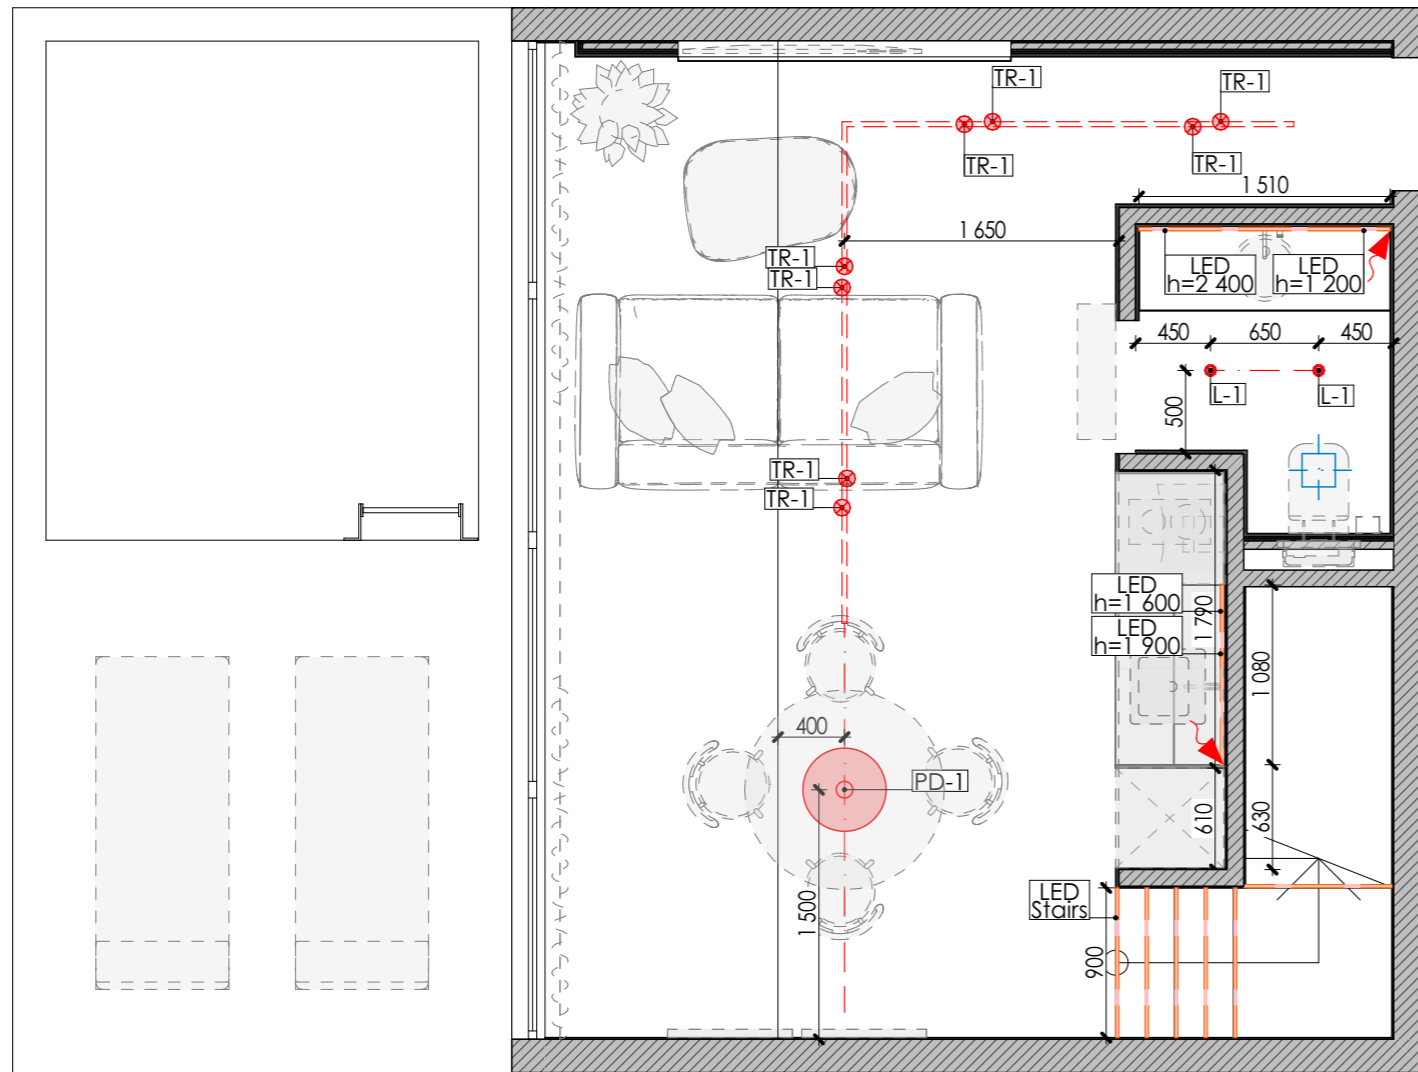 TR-1
TR-1
TR-1
TR-1
1 510
1 650
TR-1
TR-1
LED
h=2 400
LED
h=1 200
450
650
450
L-1
L-1
500
TR-1
TR-1
LED
h=1 600
LED
h=1 900
1 790
1 080
400
PD-1
610
630
LED
Stairs
1 500
900